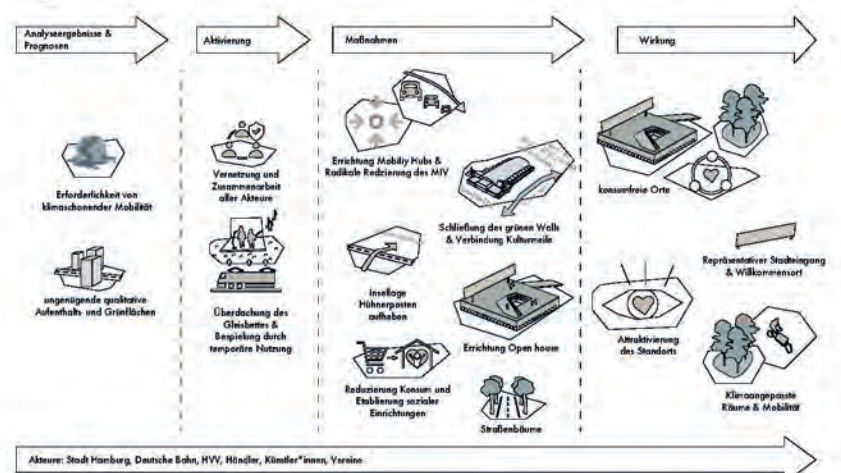 Analyseergebnisse &
Prognosen
Aktivierung
Maßnahmen
Wirkung
Erforderlichkeit von
klimaschonender Mobilität
ungenügende qualitative
Aufenthalts- und Grünflächen
Vernetzung und
Zusammenarbeit
aller Akteure
Überdachung des
Gleisbettes &
Bespielung durch
temporäre Nutzung
Errichtung Mobiliy Hubs &
Radikale Redzierung des MIV
Schließung des grünen Walls
& Verbindung Kulturmeile
Insellage
Hühnerposten
aufheben
Errichtung Open house
Reduzierung Konsum und
Etablierung sozialer
Einrichtungen
Straßenbäume
konsumfreie Orte
Repräsentativer Stadteingang
& Willkommensort
Attraktivierung
des Standorts
Klimaangepasste
Räume & Mobilität
Akteure: Stadt Hamburg, Deutsche Bahn, HVV, Händler, Künstler*innen, Vereine